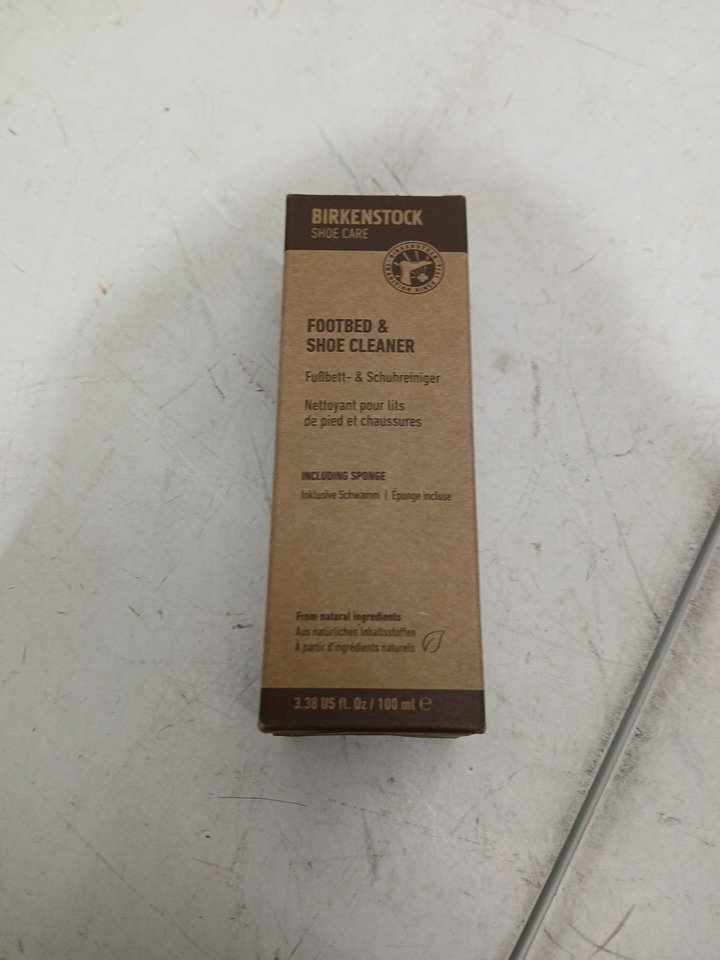 BIRKENSTOCK
SHOE CARE
FOOTBED &
SHOE CLEANER
Fußbett- & Schuhreiniger
Nettoyant pour lits
de pied et chaussures
INCLUDING SPONGE
Inklusive Schwamm | Éponge incluse
From natural ingredients
Aus natürlichen Inhaltsstoffen
À partir d'ingrédients naturels
3.38 US fl. Oz / 100 ml ℮